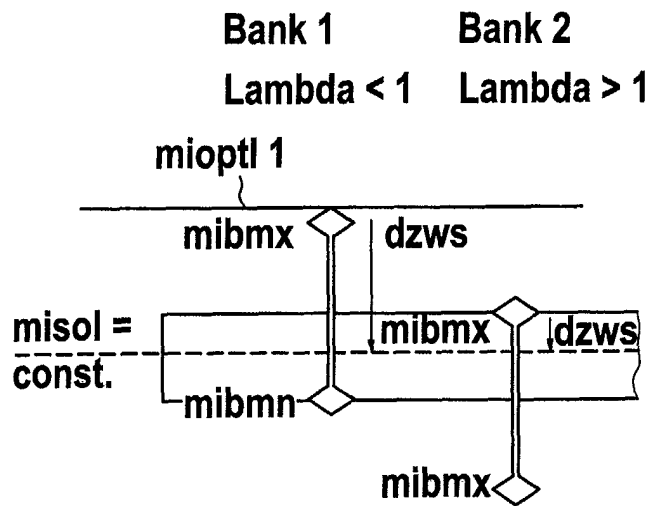 Bank 1 Bank 2
Lambda < 1 Lambda > 1
mioptl 1
mibmx dzws
misol = mibmx dzws
const.
mibmn
mibmx